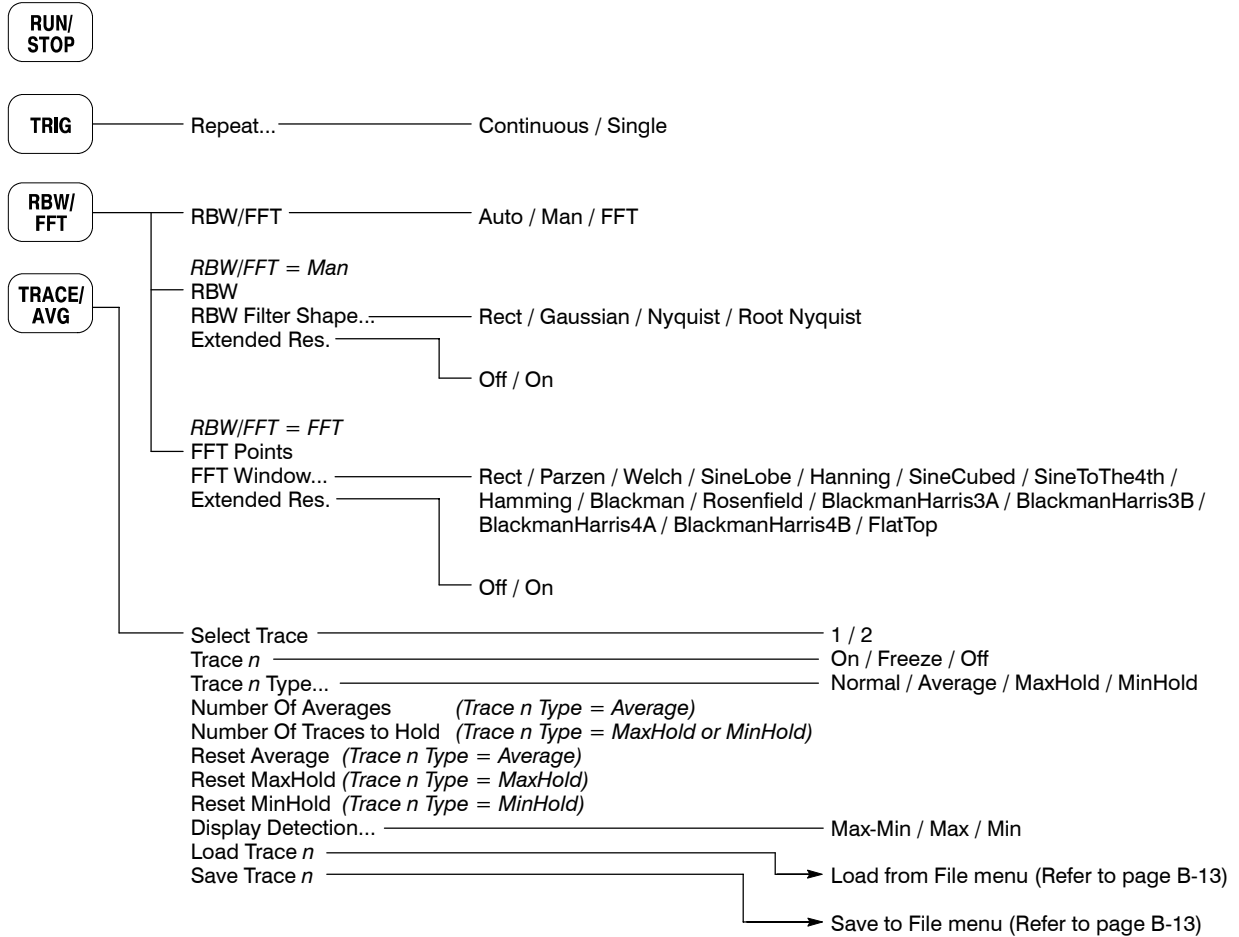 RUN/
STOP
TRIG
Repeat...
Continuous / Single
RBW/
FFT
RBW/FFT
Auto / Man / FFT
RBW/FFT = Man
RBW
RBW Filter Shape...
Rect / Gaussian / Nyquist / Root Nyquist
Extended Res.
Off / On
RBW/FFT = FFT
FFT Points
FFT Window...
Rect / Parzen / Welch / SineLobe / Hanning / SineCubed / SineToThe4th /
Hamming / Blackman / Rosenfield / BlackmanHarris3A / BlackmanHarris3B /
BlackmanHarris4A / BlackmanHarris4B / FlatTop
Extended Res.
Off / On
TRACE/
AVG
Select Trace
1 / 2
Trace n
On / Freeze / Off
Trace n Type...
Normal / Average / MaxHold / MinHold
Number Of Averages (Trace n Type = Average)
Number Of Traces to Hold (Trace n Type = MaxHold or MinHold)
Reset Average (Trace n Type = Average)
Reset MaxHold (Trace n Type = MaxHold)
Reset MinHold (Trace n Type = MinHold)
Display Detection...
Max-Min / Max / Min
Load Trace n
Load from File menu (Refer to page B-13)
Save Trace n
Save to File menu (Refer to page B-13)